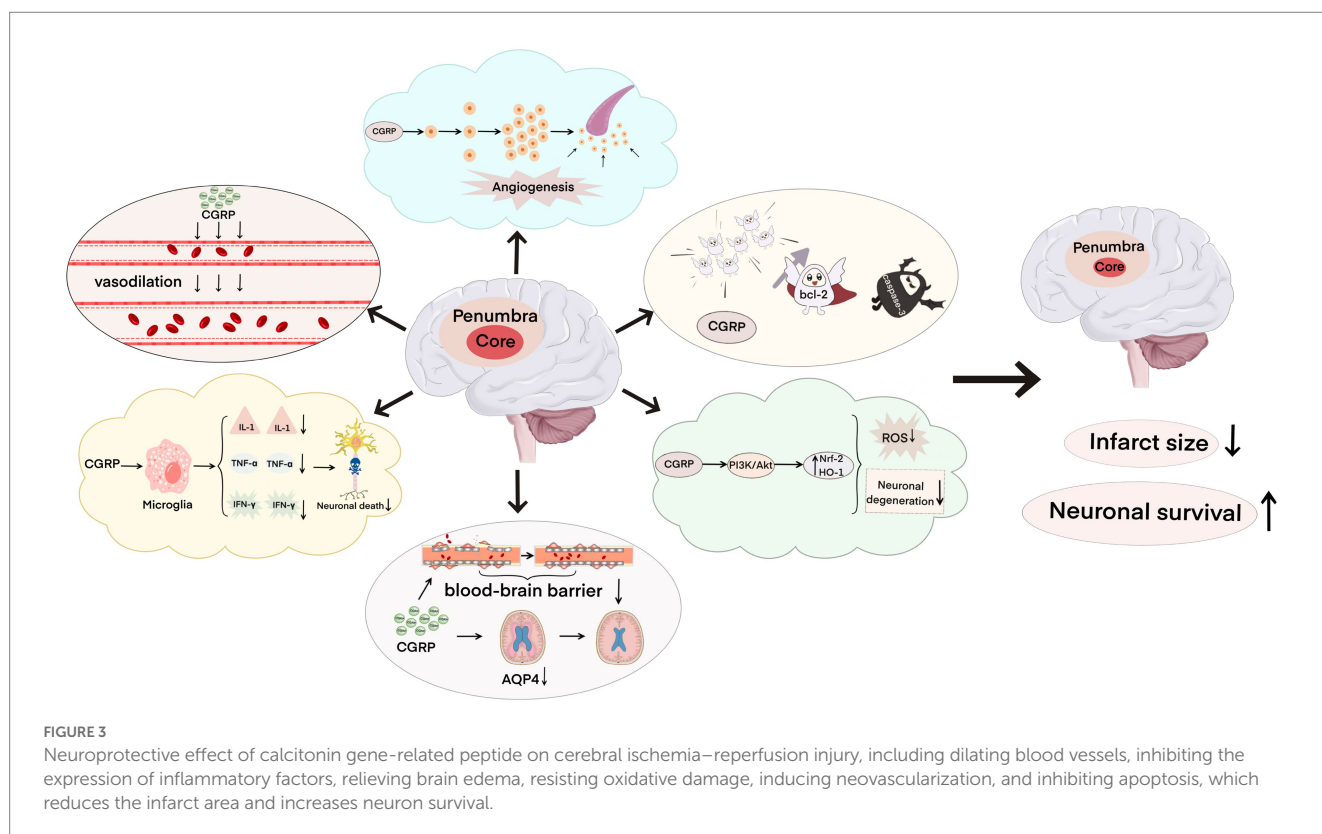 CGRP
Angiogenesis
CGRP
vasodilation
bcl-2
caspase-3
CGRP
Penumbra
Core
Penumbra
Core
CGRP
Microglia
IL-1 IL-1
TNF-α TNF-α
IFN-γ IFN-γ
Neuronal death
CGRP
PI3K/Akt
Nrf-2
HO-1
ROS
Neuronal
degeneration
Infarct size
Neuronal survival
blood-brain barrier
CGRP
AQP4
FIGURE 3
Neuroprotective effect of calcitonin gene-related peptide on cerebral ischemia–reperfusion injury, including dilating blood vessels, inhibiting the
expression of inflammatory factors, relieving brain edema, resisting oxidative damage, inducing neovascularization, and inhibiting apoptosis, which
reduces the infarct area and increases neuron survival.